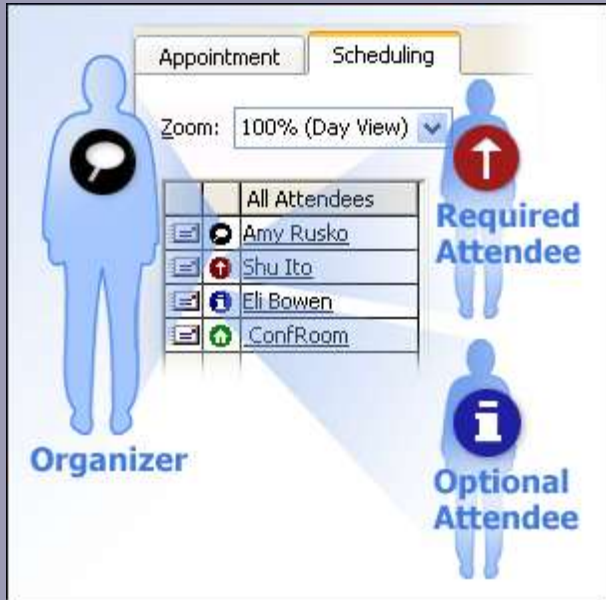 Appointment
Scheduling
Zoom: 100% (Day View)
All Attendees
Amy Rusko
Shu Ito
Eli Bowen
ConfRoom
Required
Attendee
Organizer
Optional
Attendee